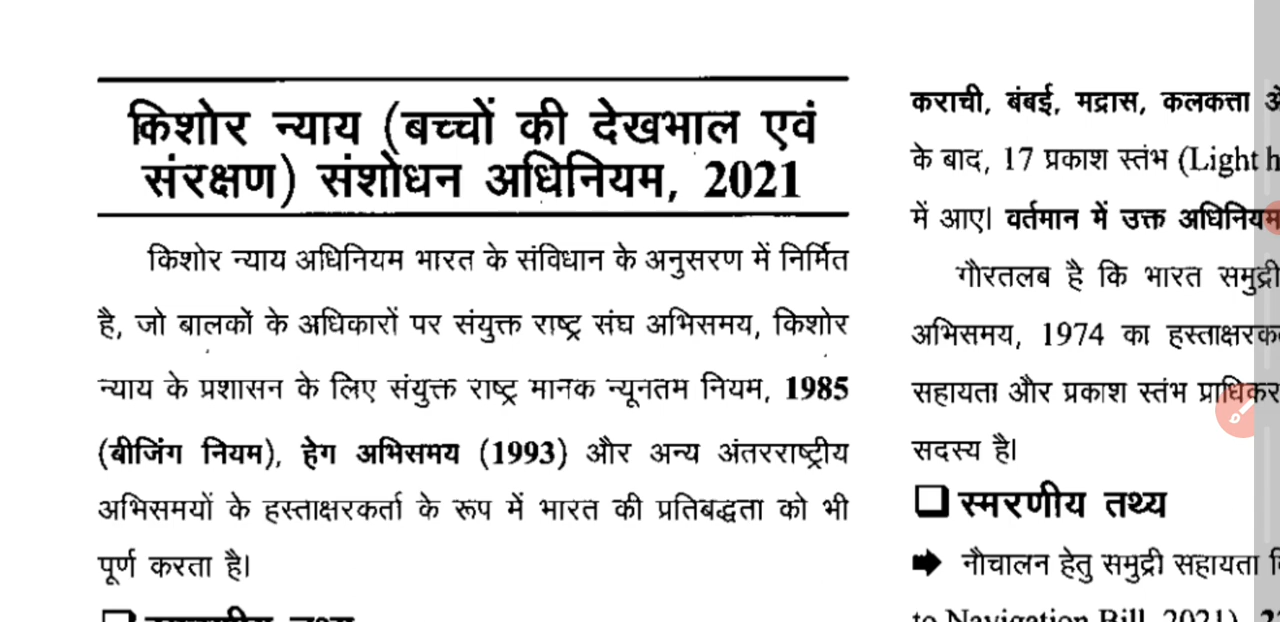 किशोर न्याय (बच्चों की देखभाल एवं
संरक्षण) संशोधन अधिनियम, 2021
किशोर न्याय अधिनियम भारत के संविधान के अनुसरण में निर्मित
है, जो बालकों के अधिकारों पर संयुक्त राष्ट्र संघ अभिसमय, किशोर
न्याय के प्रशासन के लिए संयुक्त राष्ट्र मानक न्यूनतम नियम, 1985
(बीजिंग नियम), हेग अभिसमय (1993) और अन्य अंतरराष्ट्रीय
अभिसमयों के हस्ताक्षरकर्ता के रूप में भारत की प्रतिबद्धता को भी
पूर्ण करता है।
कराची, बंबई, मद्रास, कलकत्ता
के बाद, 17 प्रकाश स्तंभ (Light h
में आए। वर्तमान में उक्त अधिनियम
गौरतलब है कि भारत समुद्री
अभिसमय, 1974 का
सहायता और प्रकाश स्तंभ
सदस्य है।
स्मरणीय तथ्य
नौचालन हेतु समुद्री सहायता
to Navigation Bill, 2021)